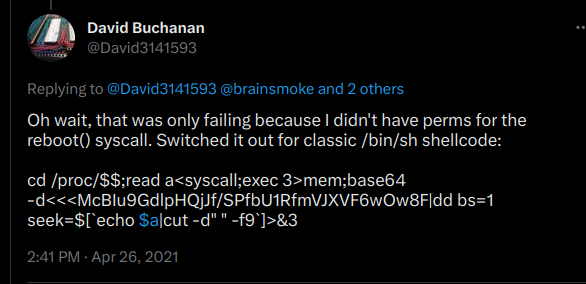 David Buchanan
@David3141593
Replying to @David3141593 @brainsmoke and 2 others
Oh wait, that was only failing because I didn't have perms for the
reboot() syscall. Switched it out for classic /bin/sh shellcode:
cd /proc/$$;read a<syscall;exec 3>mem;base64
-d<<<McBIu9GdlpHQjJf/SPfbU1RfmVJXVF6wOw8F|dd bs=1
seek=$[`echo $a|cut -d" " -f9`]>&3
2:41 PM · Apr 26, 2021